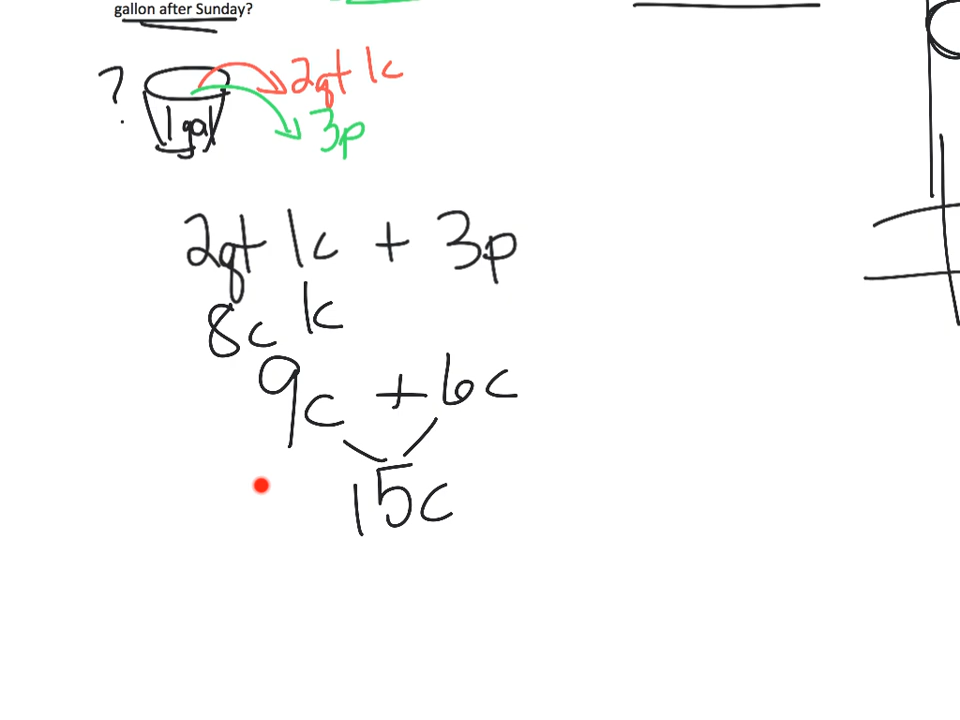 gallon after Sunday?
? 1 gal 2qt 1c
3p
2qt 1c + 3p
8c 1c
9c + 6c
15c